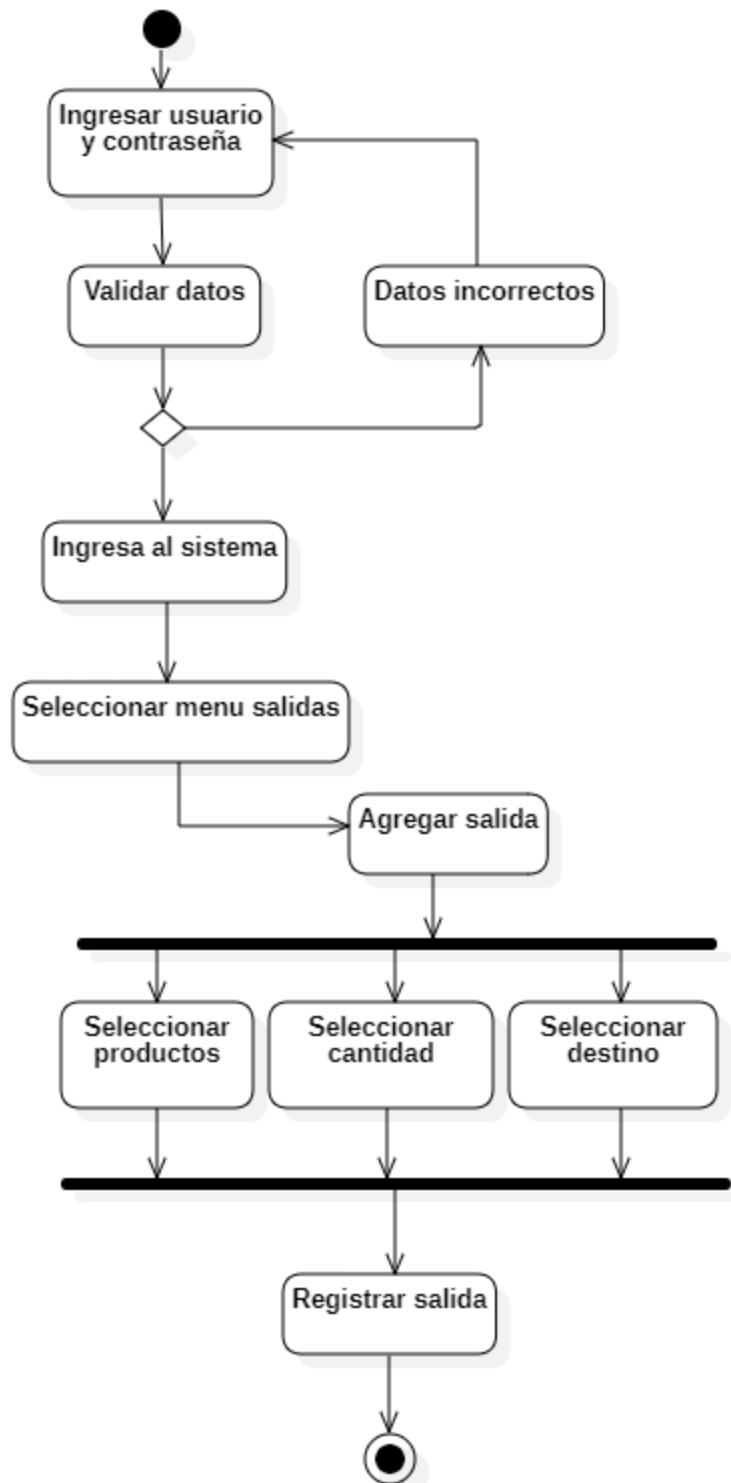 Ingresar usuario
y contraseña
Validar datos
Datos incorrectos
Ingresa al sistema
Seleccionar menu salidas
Agregar salida
Seleccionar
productos
Seleccionar
cantidad
Seleccionar
destino
Registrar salida